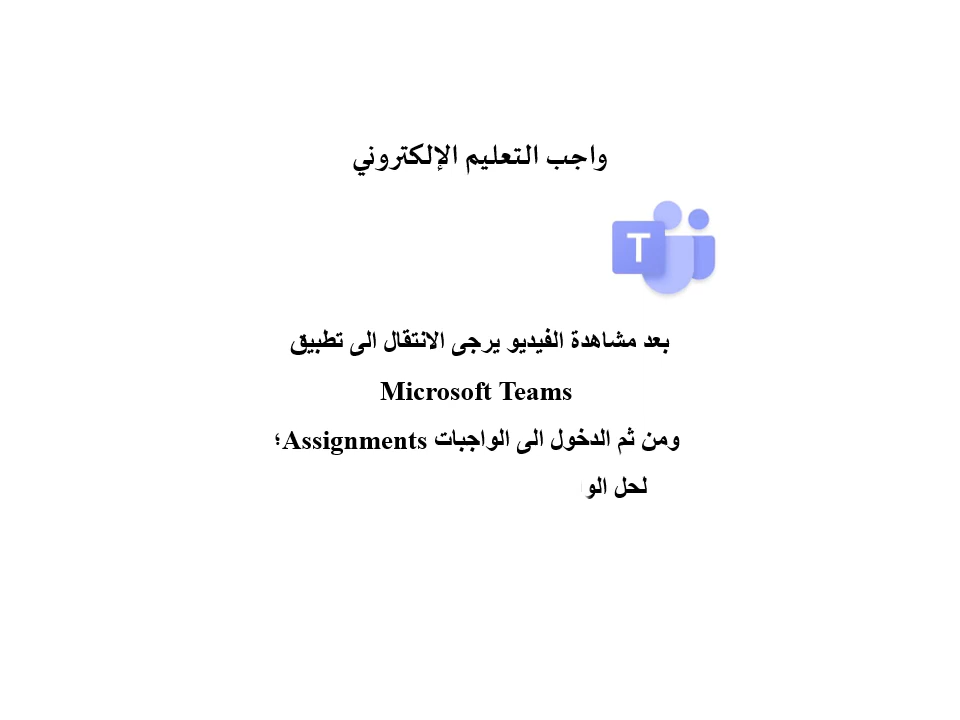 واجب التعليم الإلكتروني
T
بعد مشاهدة الفيديو يرجى الانتقال الى تطبيق
Microsoft Teams
ومن ثم الدخول الى الواجبات Assignments؛
لحل